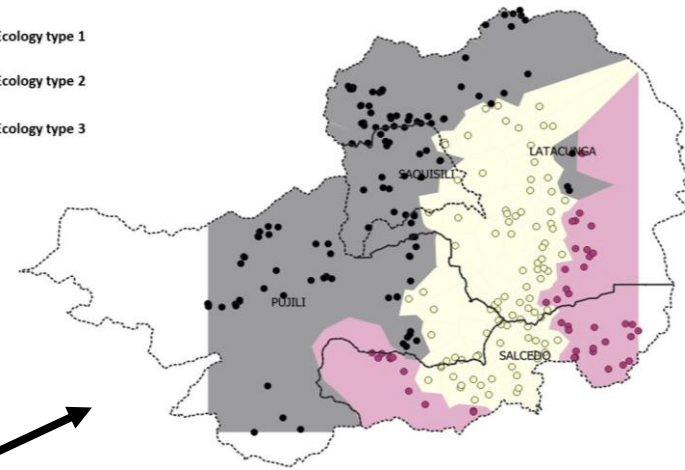 Ecology type 1
Ecology type 2
Ecology type 3
LATACUNGA
SAQUISILI
PUJILI
SALCEDO